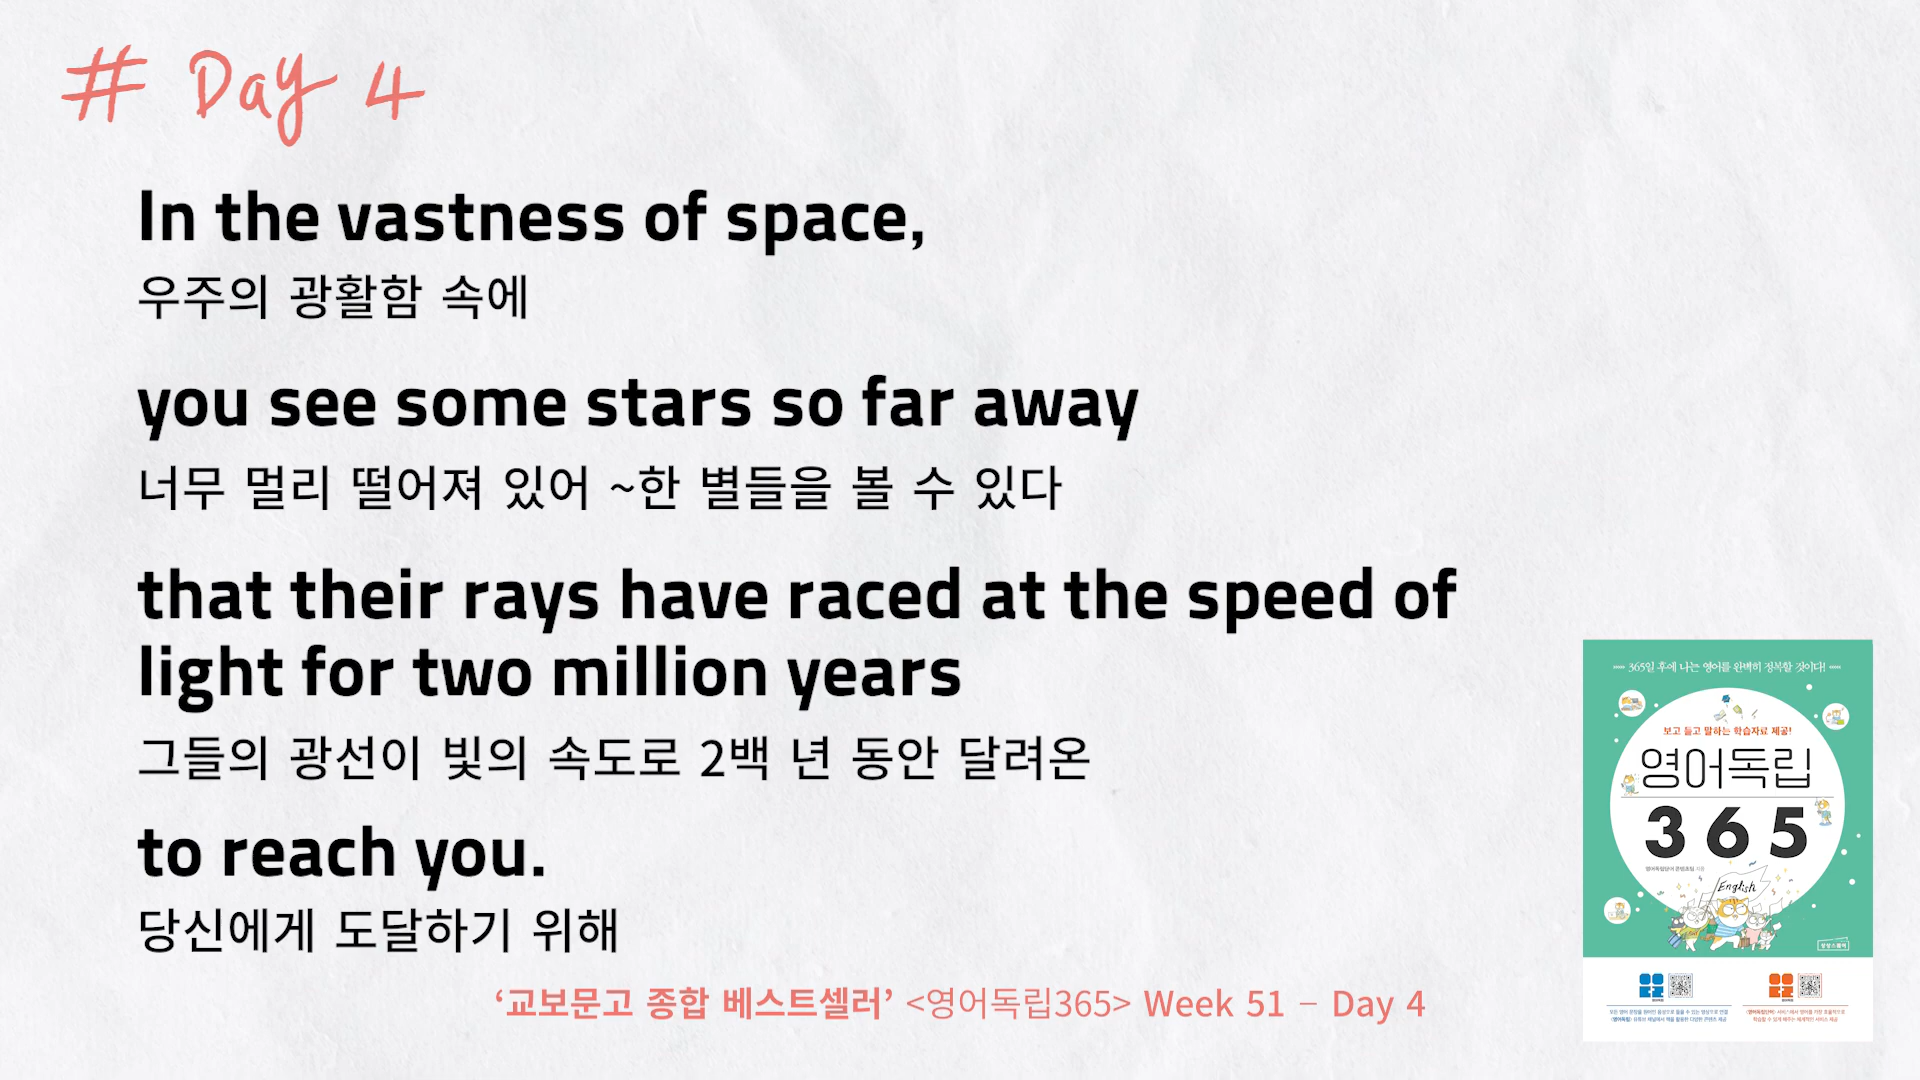 # Day 4
In the vastness of space,
우주의 광활함 속에
you see some stars so far away
너무 멀리 떨어져 있어 ~한 별들을 볼 수 있다
that their rays have raced at the speed of
light for two million years
그들의 광선이 빛의 속도로 2백 년 동안 달려온
to reach you.
당신에게 도달하기 위해
‘교보문고 종합 베스트셀러’ <영어독립365> Week 51 – Day 4
365일 후에 나는 영어를 완벽히 정복할 것이다!
보고 듣고 말하는 학습자료 제공!
영어독립
365
English